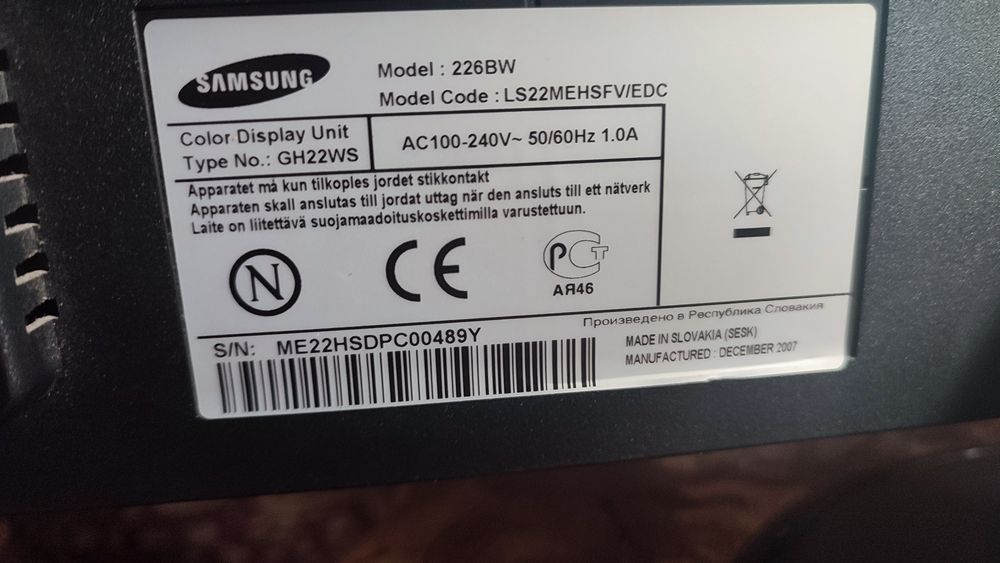 SAMSUNG
Model : 226BW
Model Code : LS22MEHSFV/EDC
Color Display Unit
Type No.: GH22WS
AC100-240V~ 50/60Hz 1.0A
Apparatet må kun tilkoples jordet stikkontakt
Apparaten skall anslutas till jordat uttag när den ansluts till ett nätverk
Laite on liitettävä suojamaadoituskoskettimilla varustettuun.
N
CE
РСТ
АЯ46
Произведено в Республика Словакия
S/N: ME22HSDPC00489Y
MADE IN SLOVAKIA (SESK)
MANUFACTURED : DECEMBER 2007